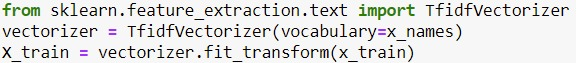 from sklearn.feature_extraction.text import TfidfVectorizer
vectorizer = TfidfVectorizer(vocabulary=x_names)
X_train = vectorizer.fit_transform(x_train)